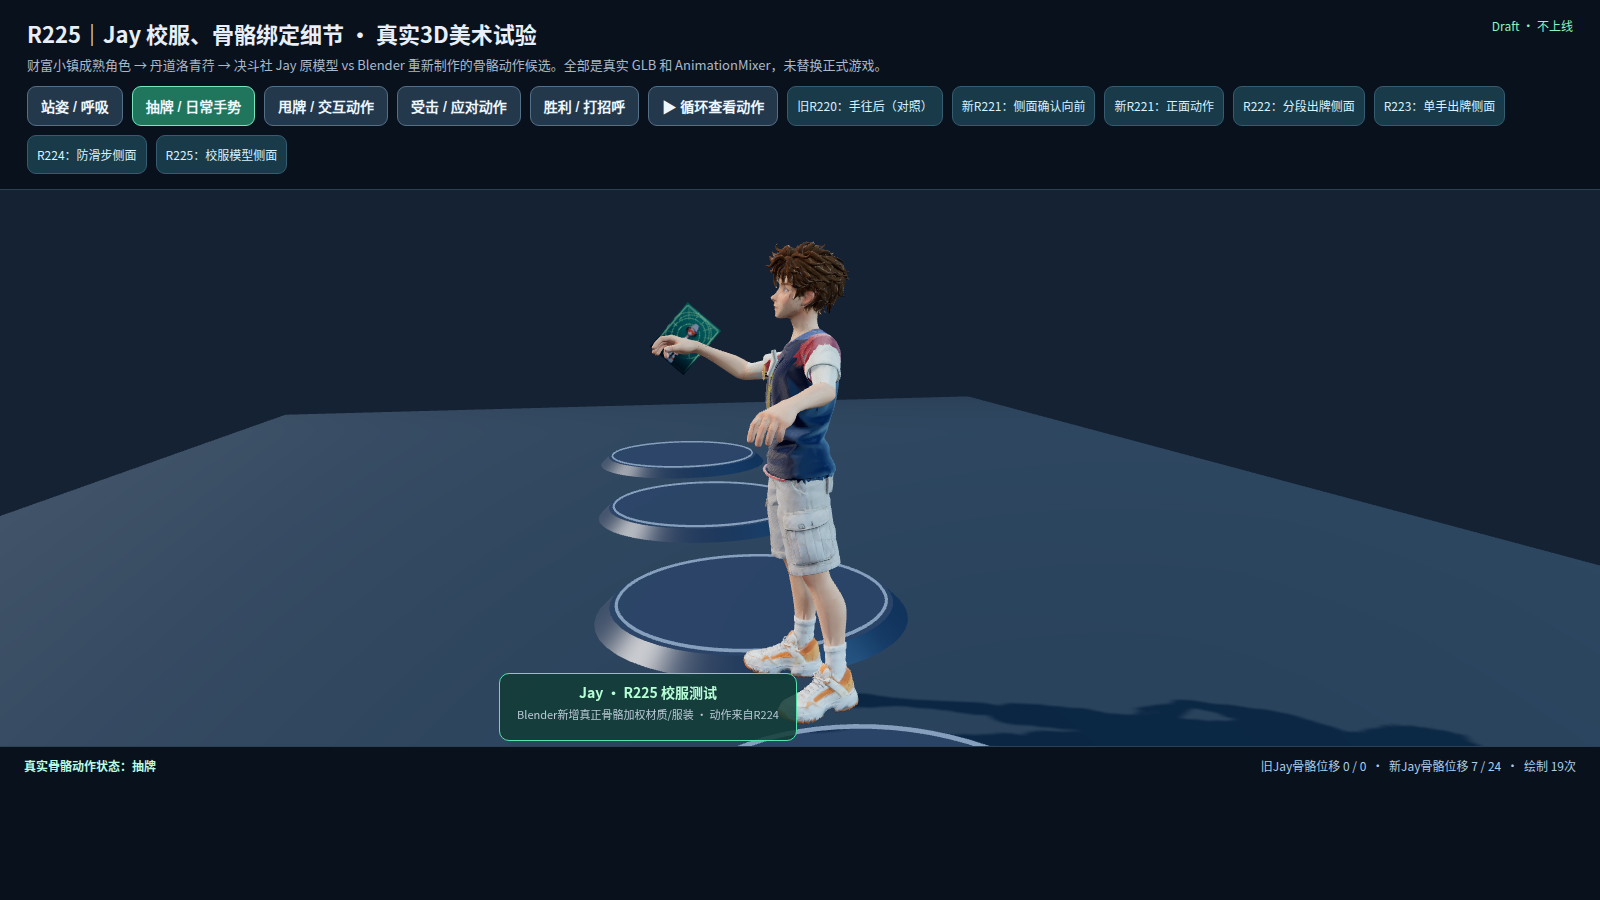 R225｜Jay 校服、骨骼绑定细节 • 真实3D美术试验
Draft • 不上线
财富小镇成熟角色 → 丹道洛青荇 → 决斗社 Jay 原模型 vs Blender 重新制作的骨骼动作候选。全部是真实 GLB 和 AnimationMixer，未替换正式游戏。
站姿 / 呼吸
抽牌 / 日常手势
甩牌 / 交互动作
受击 / 应对动作
胜利 / 打招呼
▶ 循环查看动作
旧R220：手往后（对照）
新R221：侧面确认向前
新R221：正面动作
R222：分段出牌侧面
R223：单手出牌侧面
R224：防滑步侧面
R225：校服模型侧面
Jay • R225 校服测试
Blender新增真正骨骼加权材质/服装 • 动作来自R224
真实骨骼动作状态：抽牌
旧Jay骨骼位移 0 / 0 • 新Jay骨骼位移 7 / 24 • 绘制 19次